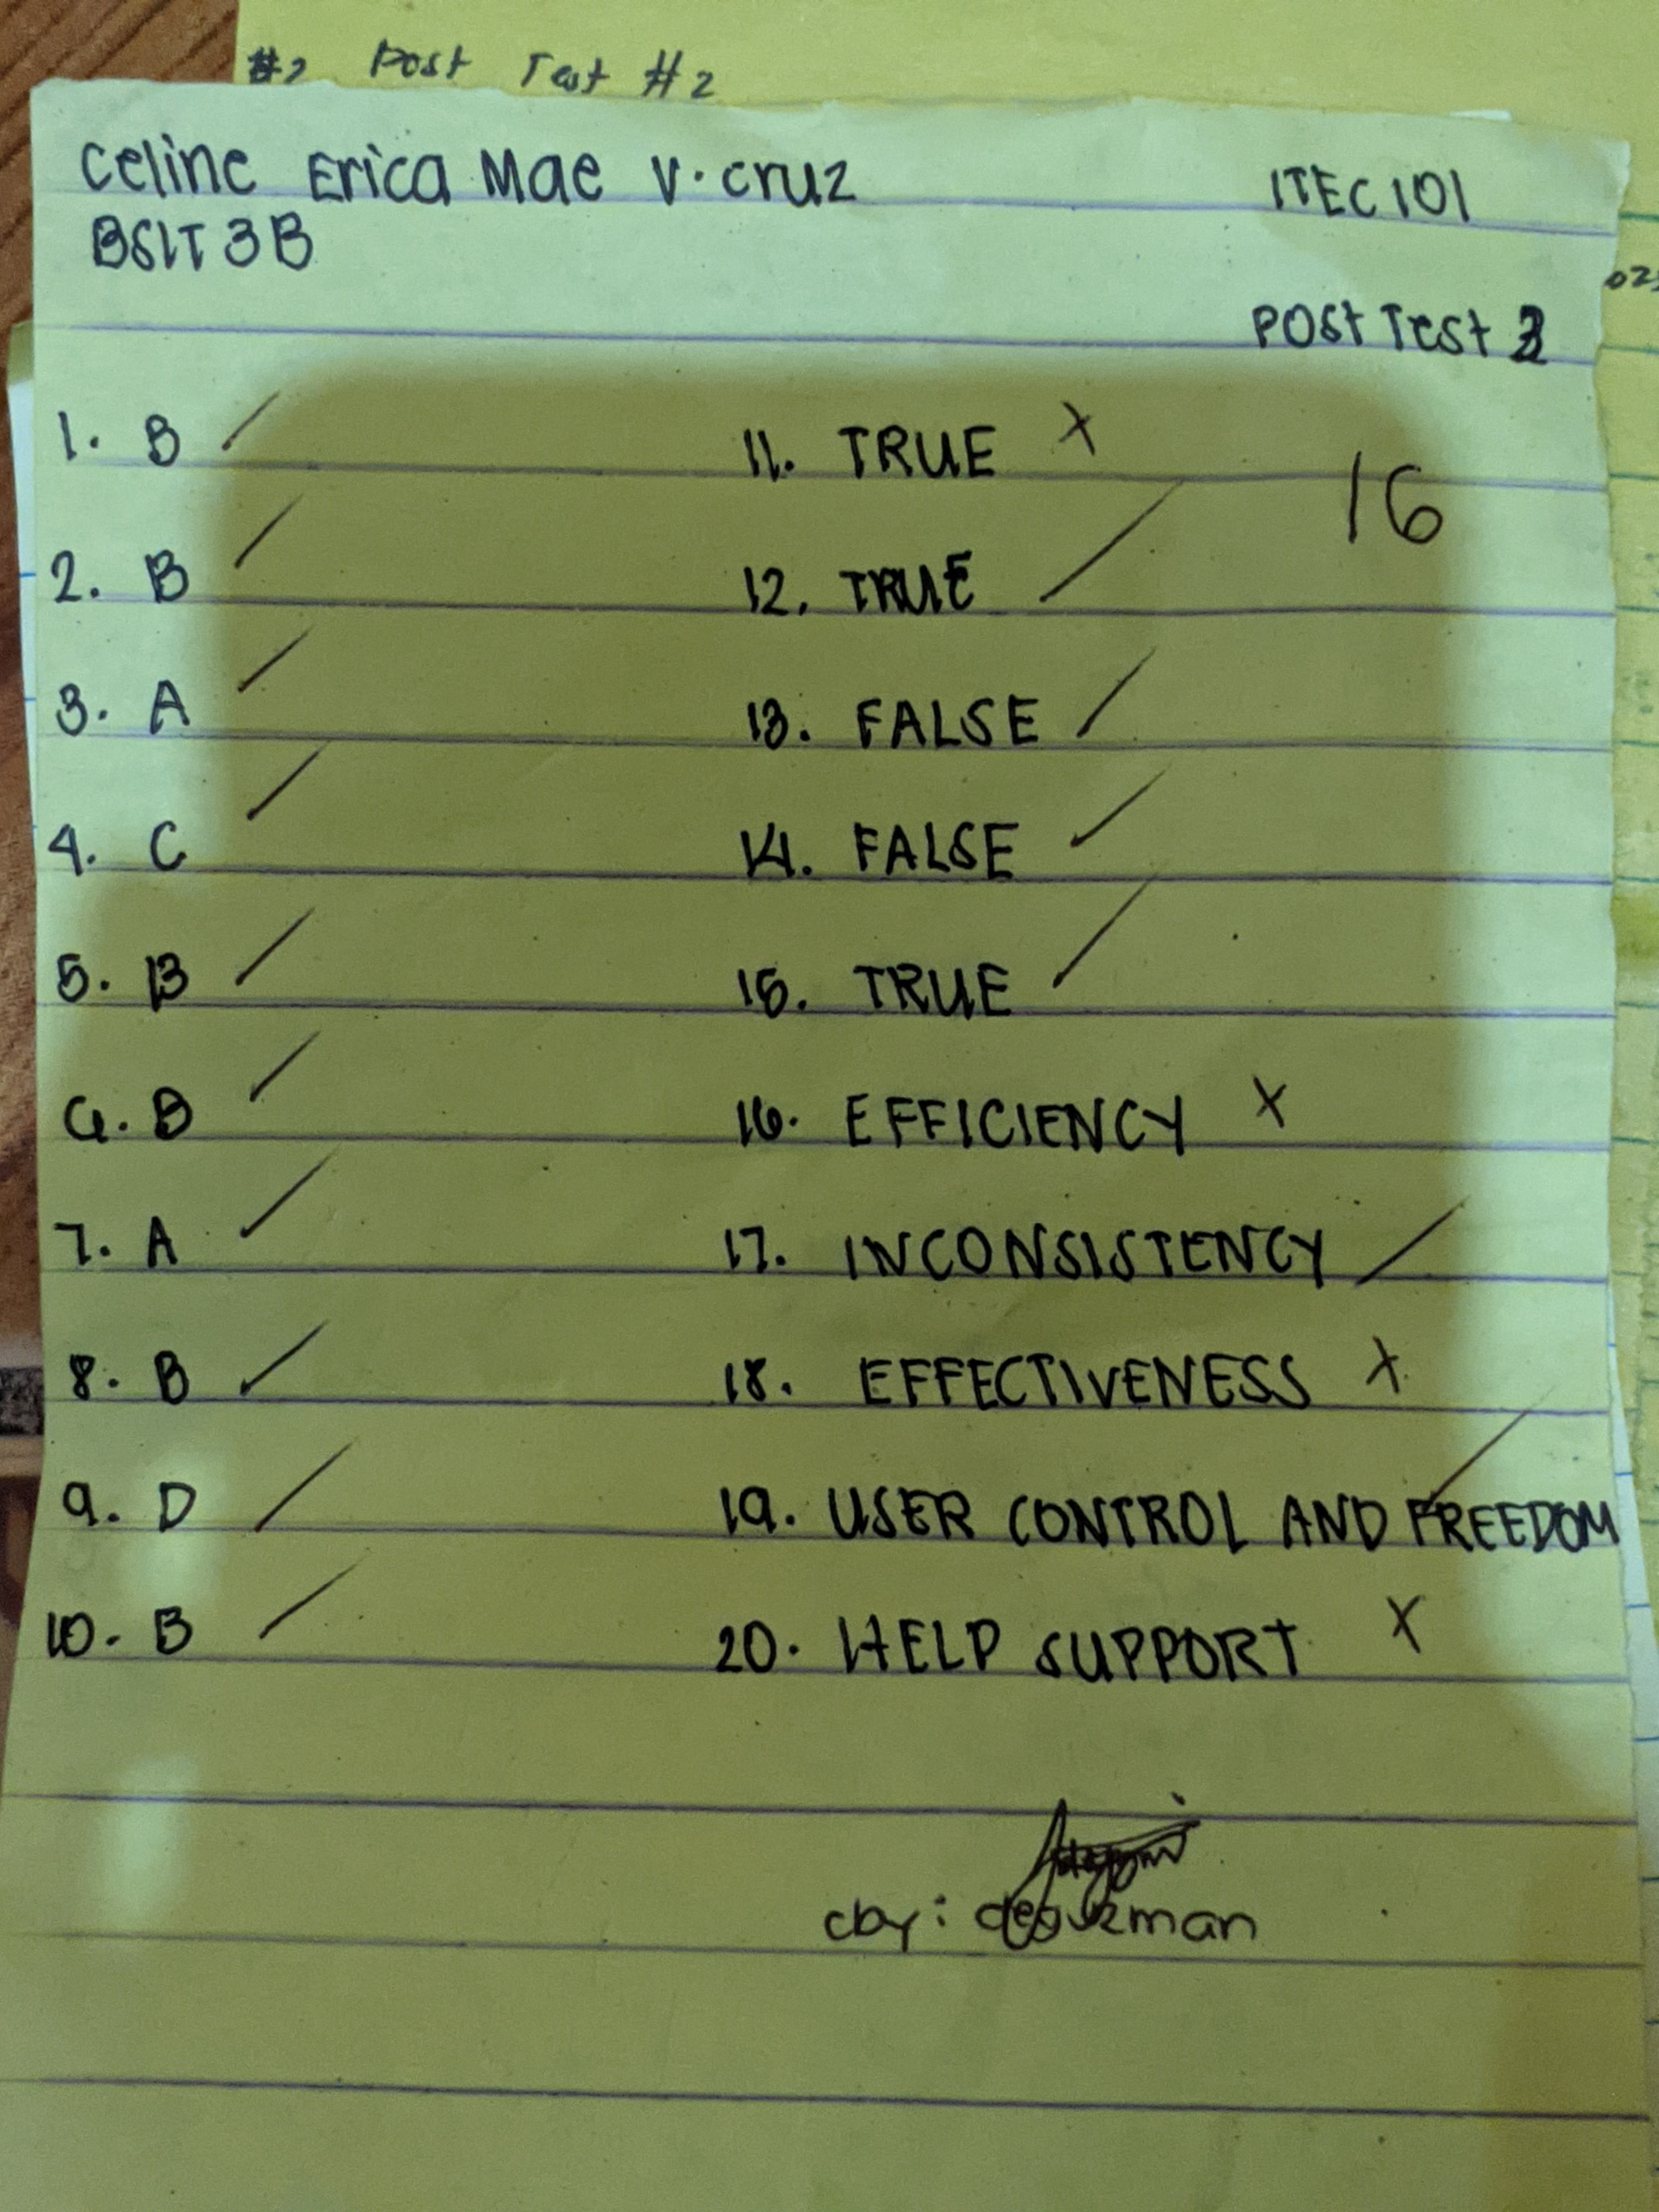 #2 Post Test #2
Celine Erica Mae V. Cruz
ITEC 101
BSIT 3B
Post Test
1. B
2. B
3. A
4. C
5. B
6. B
7. A
8. B
9. D
10. B
11. TRUE X
16
12. TRUE
13. FALSE
14. FALSE
15. TRUE
16. EFFICIENCY X
17. INCONSISTENCY
18. EFFECTIVENESS X
19. USER CONTROL AND FREEDOM
20. HELP SUPPORT X
cby: deguzman